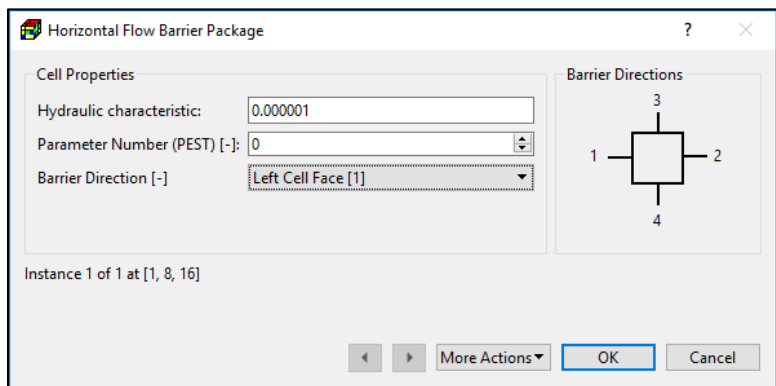 Horizontal Flow Barrier Package
?
Cell Properties
Hydraulic characteristic: 0.000001
Parameter Number (PEST) [-]: 0
Barrier Direction [-] Left Cell Face [1]
Barrier Directions
3
1 2
4
Instance 1 of 1 at [1, 8, 16]
More Actions OK Cancel